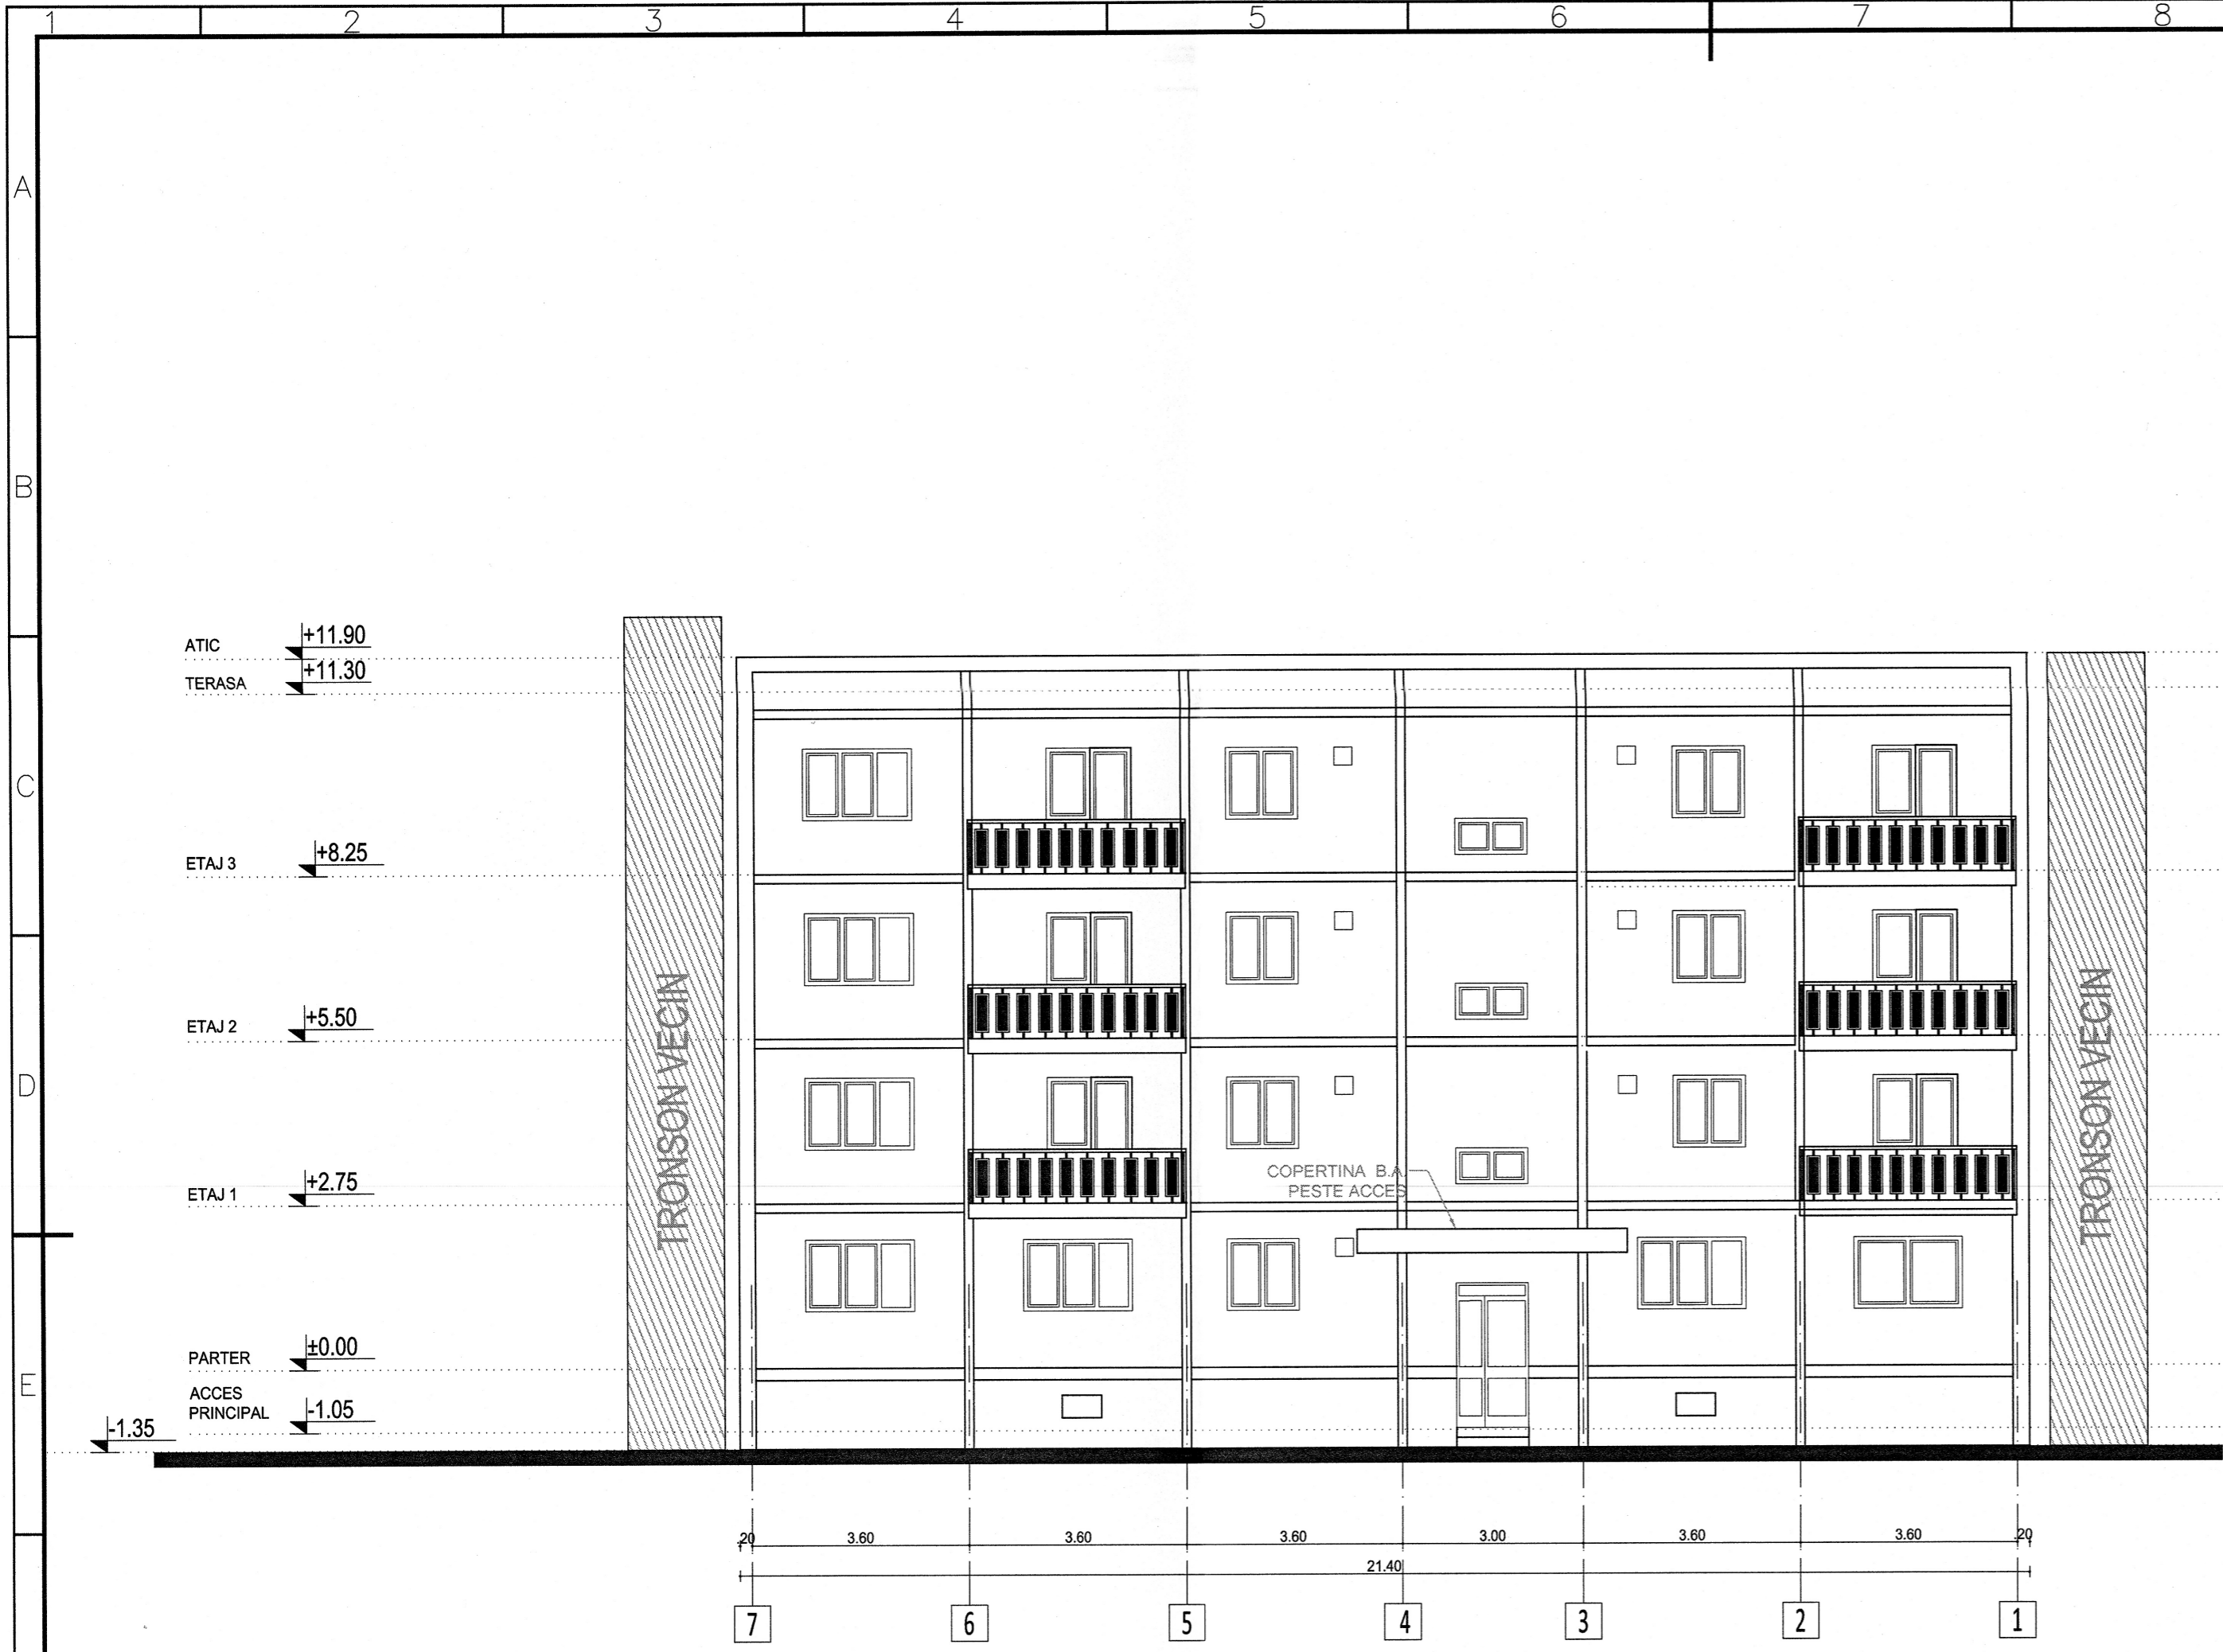 1 2 3 4 5 6 7 8
A
B
C
D
E
ATIC +11.90
TERASA +11.30
ETAJ 3 +8.25
ETAJ 2 +5.50
ETAJ 1 +2.75
PARTER ±0.00
ACCES
PRINCIPAL -1.05
-1.35
TRONSON VECIN
COPERTINA B.A.
PESTE ACCES
TRONSON VECIN
.20 3.60 3.60 3.60 3.00 3.60 3.60 .20
21.40
7 6 5 4 3 2 1